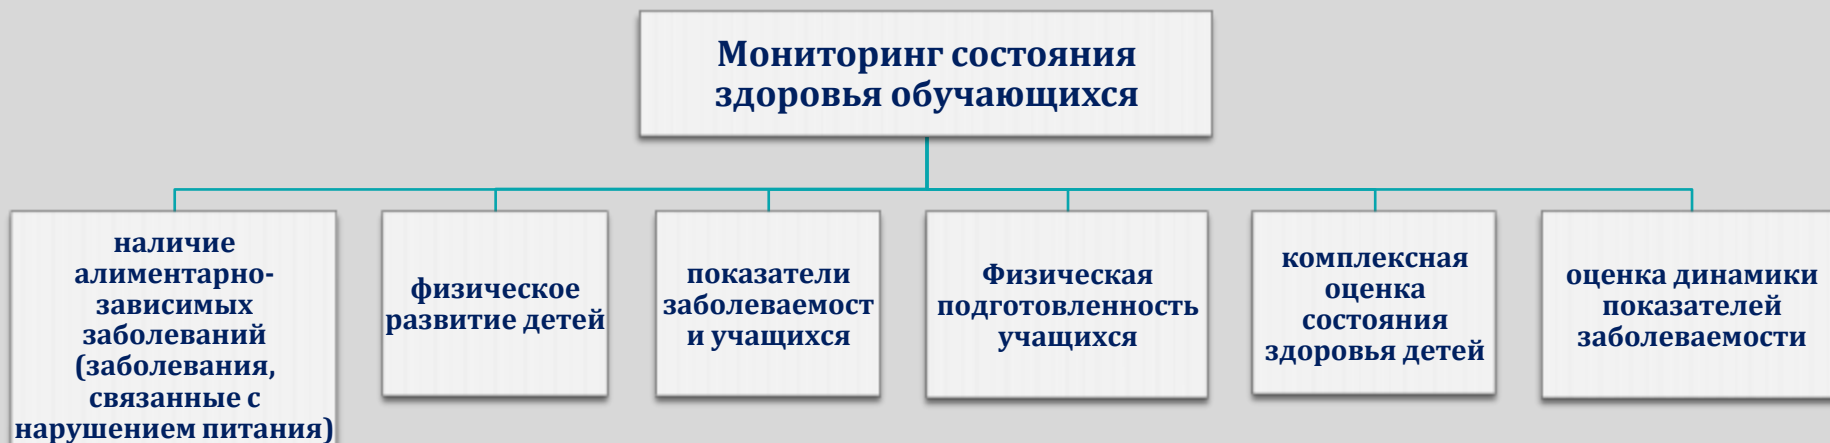 Мониторинг состояния
здоровья обучающихся
наличие
алиментарно-
зависимых
заболеваний
(заболевания,
связанные с
нарушением питания)
физическое
развитие детей
показатели
заболеваемост
и учащихся
Физическая
подготовленность
учащихся
комплексная
оценка
состояния
здоровья детей
оценка динамики
показателей
заболеваемости